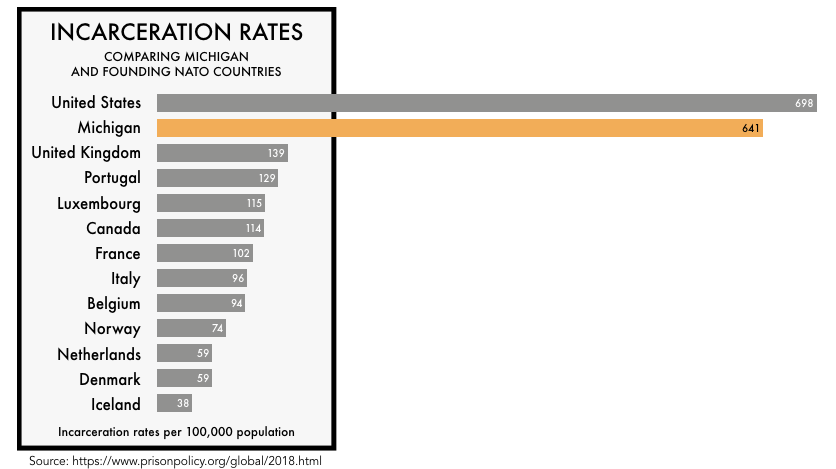 INCARCERATION RATES
COMPARING MICHIGAN
AND FOUNDING NATO COUNTRIES
United States 698
Michigan 641
United Kingdom 139
Portugal 129
Luxembourg 115
Canada 114
France 102
Italy 96
Belgium 94
Norway 74
Netherlands 59
Denmark 59
Iceland 38
Incarceration rates per 100,000 population
Source: https://www.prisonpolicy.org/global/2018.html